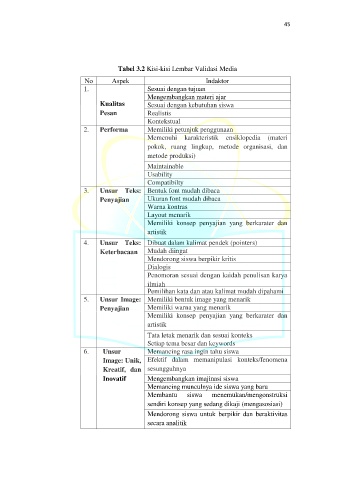 45
Tabel 3.2 Kisi-kisi Lembar Validasi Media
No Aspek Indaktor
1. Kualitas Pesan Sesuai dengan tujuan
Mengembangkan materi ajar
Sesuai dengan kebutuhan siswa
Realistis
Kontekstual
2. Performa Memiliki petunjuk penggunaan
Memenuhi karakteristik ensiklopedia (materi
pokok, ruang lingkup, metode organisasi, dan
metode produksi)
Maintainable
Usability
Compatibilty
3. Unsur Teks: Penyajian Bentuk font mudah dibaca
Ukuran font mudah dibaca
Warna kontras
Layout menarik
Memiliki konsep penyajian yang berkarater dan
artistik
4. Unsur Teks: Keterbacaan Dibuat dalam kalimat pendek (pointers)
Mudah diingat
Mendorong siswa berpikir kritis
Dialogis
Penomoran sesuai dengan kaidah penulisan karya
ilmiah
Pemilihan kata dan atau kalimat mudah dipahami
5. Unsur Image: Penyajian Memiliki bentuk image yang menarik
Memiliki warna yang menarik
Memiliki konsep penyajian yang berkarater dan
artistik
Tata letak menarik dan sesuai konteks
Setiap tema besar dan keywords
6. Unsur Image: Unik, Kreatif, dan Inovatif Memancing rasa ingin tahu siswa
Efektif dalam memanipulasi konteks/fenomena
sesungguhnya
Mengembangkan imajinasi siswa
Memancing munculnya ide siswa yang baru
Membantu siswa menemukan/mengonstruksi
sendiri konsep yang sedang dikaji (mengasosiasi)
Mendorong siswa untuk berpikir dan beraktivitas
secara analitik